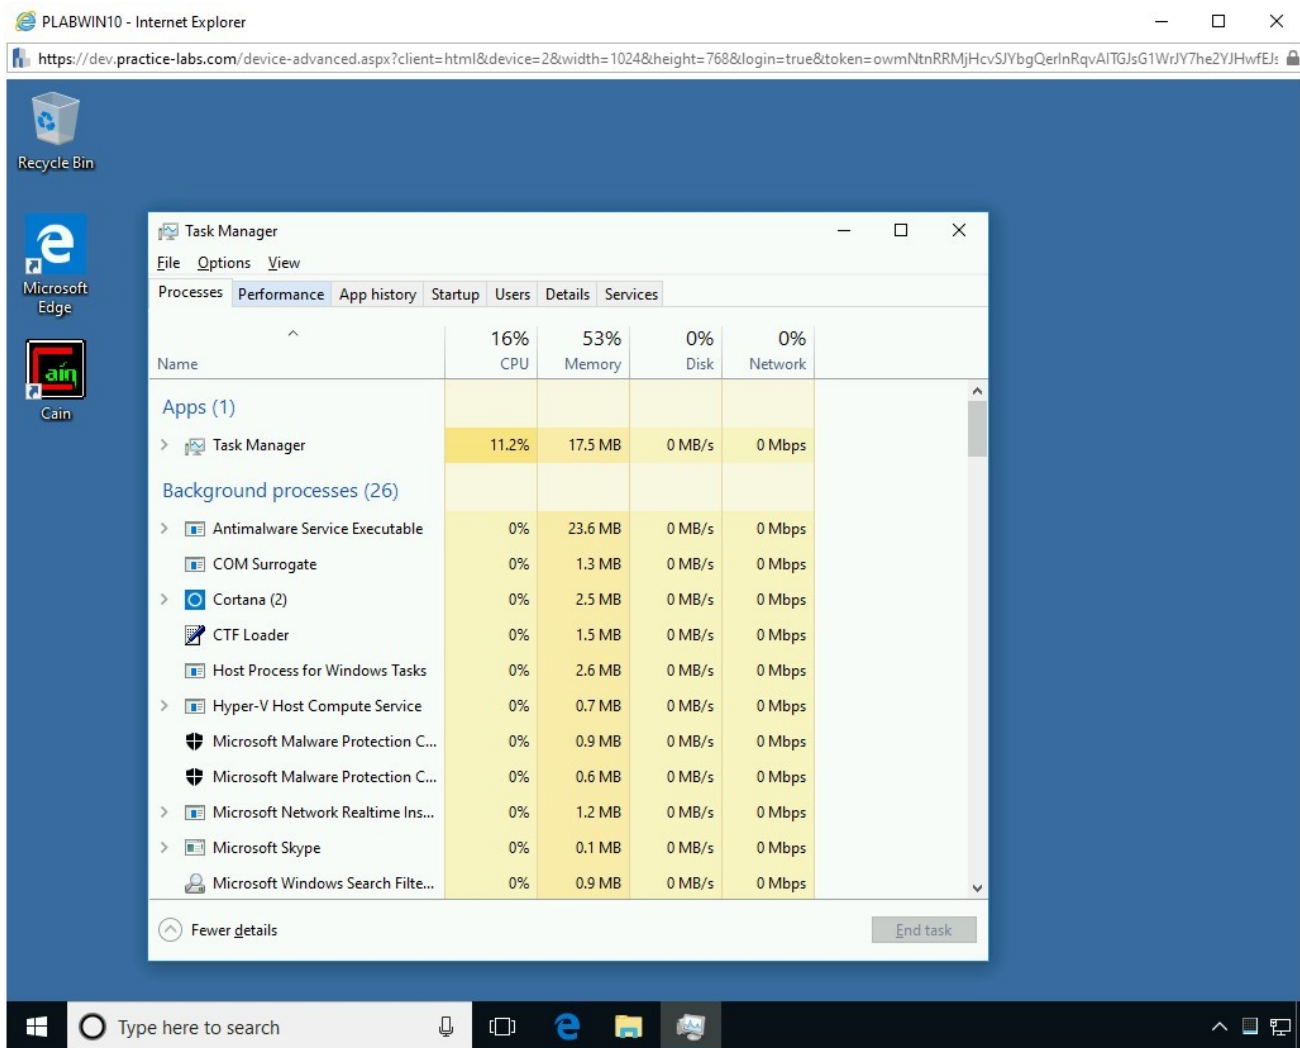 PLABWIN10 - Internet Explorer
https://dev.practice-labs.com/device-advanced.aspx?client=html&device=2&width=1024&height=768&login=true&token=owmNtnRRMjHcvSJYbgQerInRqvAITGJsG1WrJY7he2YJHwfEJs
Recycle Bin
Microsoft
Edge
Cain
Task Manager
File Options View
Processes Performance App history Startup Users Details Services
16% 53% 0% 0%
Name CPU Memory Disk Network
Apps (1)
Task Manager 11.2% 17.5 MB 0 MB/s 0 Mbps
Background processes (26)
Antimalware Service Executable 0% 23.6 MB 0 MB/s 0 Mbps
COM Surrogate 0% 1.3 MB 0 MB/s 0 Mbps
Cortana (2) 0% 2.5 MB 0 MB/s 0 Mbps
CTF Loader 0% 1.5 MB 0 MB/s 0 Mbps
Host Process for Windows Tasks 0% 2.6 MB 0 MB/s 0 Mbps
Hyper-V Host Compute Service 0% 0.7 MB 0 MB/s 0 Mbps
Microsoft Malware Protection C... 0% 0.9 MB 0 MB/s 0 Mbps
Microsoft Malware Protection C... 0% 0.6 MB 0 MB/s 0 Mbps
Microsoft Network Realtime Ins... 0% 1.2 MB 0 MB/s 0 Mbps
Microsoft Skype 0% 0.1 MB 0 MB/s 0 Mbps
Microsoft Windows Search Filte... 0% 0.9 MB 0 MB/s 0 Mbps
Fewer details End task
Type here to search